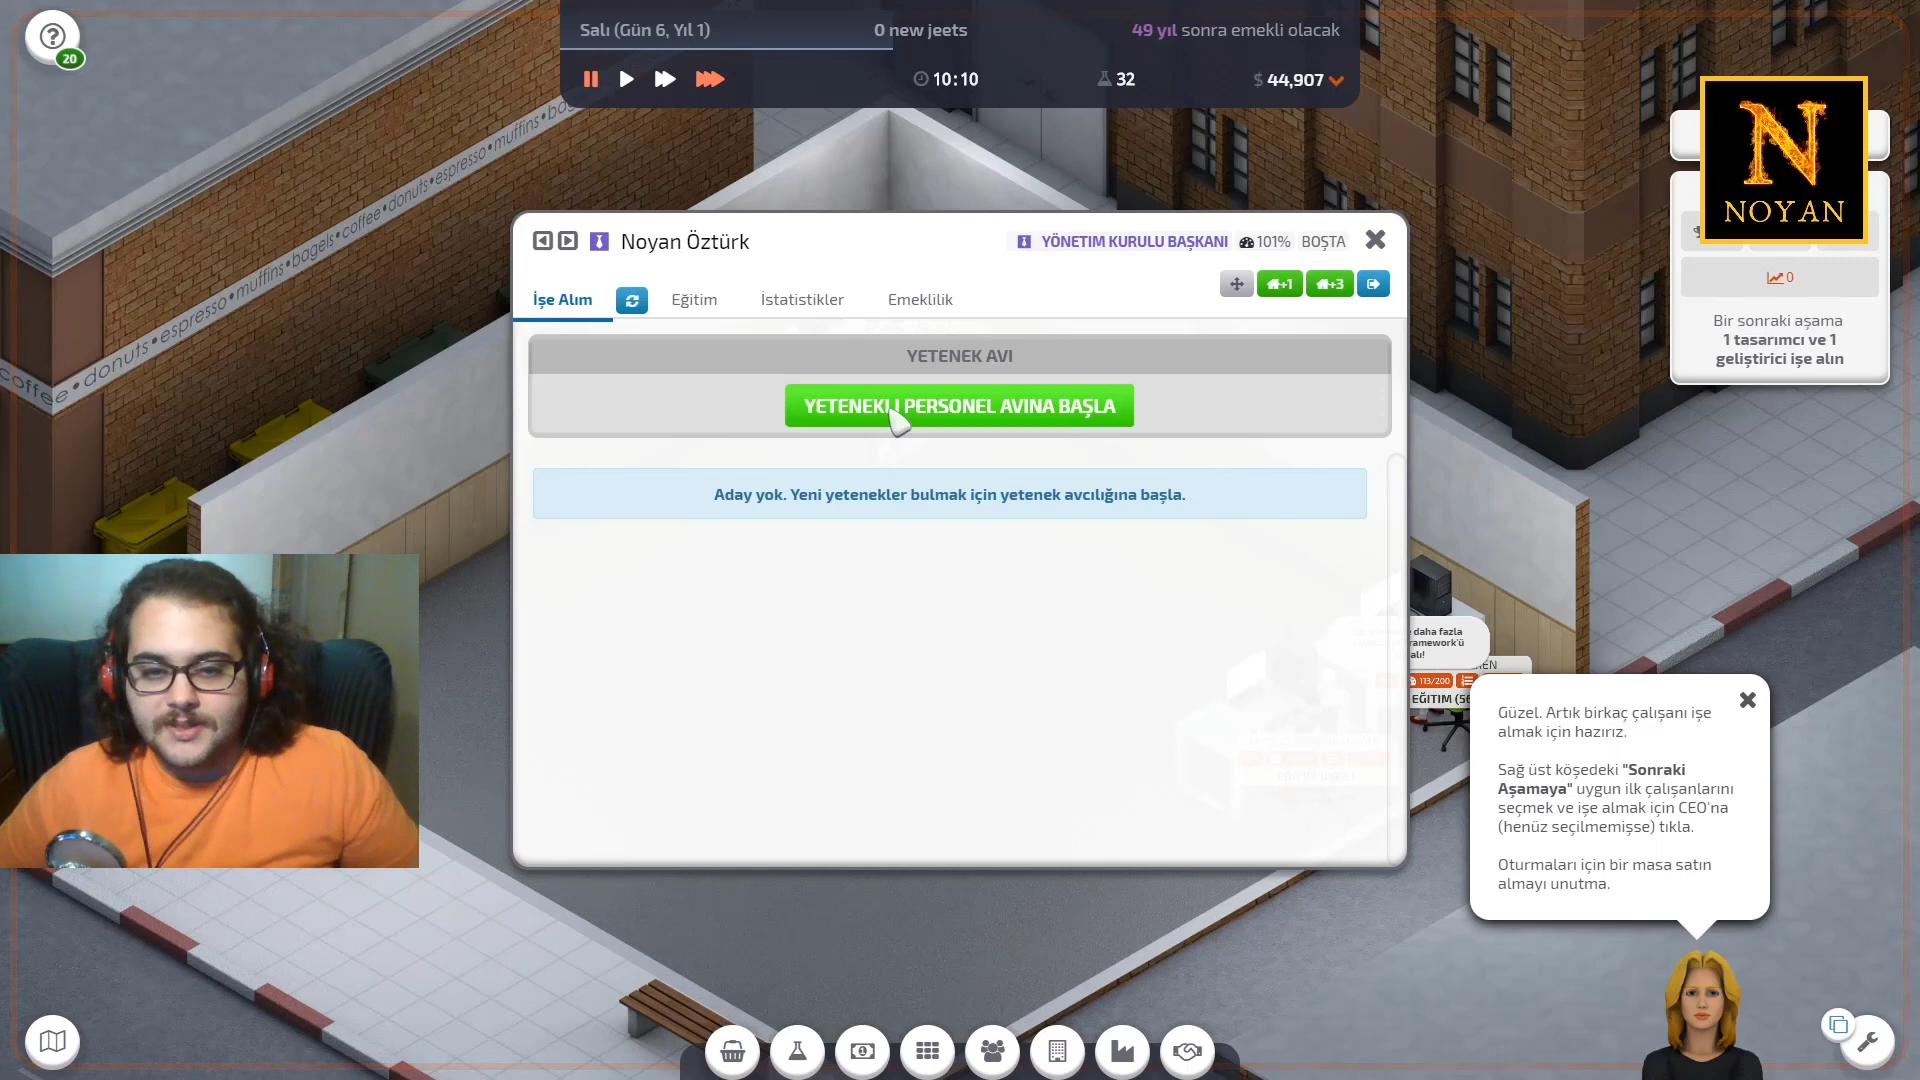 20
Salı (Gün 6, Yıl 1)
0 new jeets
49 yıl sonra emekli olacak
10:10
32
$ 44,907
coffee • donuts • espresso • muffins • bagels • coffee • donuts • espresso • muffins •
NOYAN
0
Bir sonraki aşama
1 tasarımcı ve 1
geliştirici işe alın
Noyan Öztürk
YÖNETIM KURULU BAŞKANI
101%
BOŞTA
+1
+3
İşe Alım
Eğitim
İstatistikler
Emeklilik
YETENEK AVI
YETENEKLI PERSONEL AVINA BAŞLA
Aday yok. Yeni yetenekler bulmak için yetenek avcılığına başla.
daha fazla
113/200
Güzel. Artık birkaç çalışanı işe
almak için hazırız.
Sağ üst köşedeki "Sonraki
Aşamaya" uygun ilk çalışanlarını
seçmek ve işe almak için CEO'na
(henüz seçilmemişse) tıkla.
Oturmaları için bir masa satın
almayı unutma.